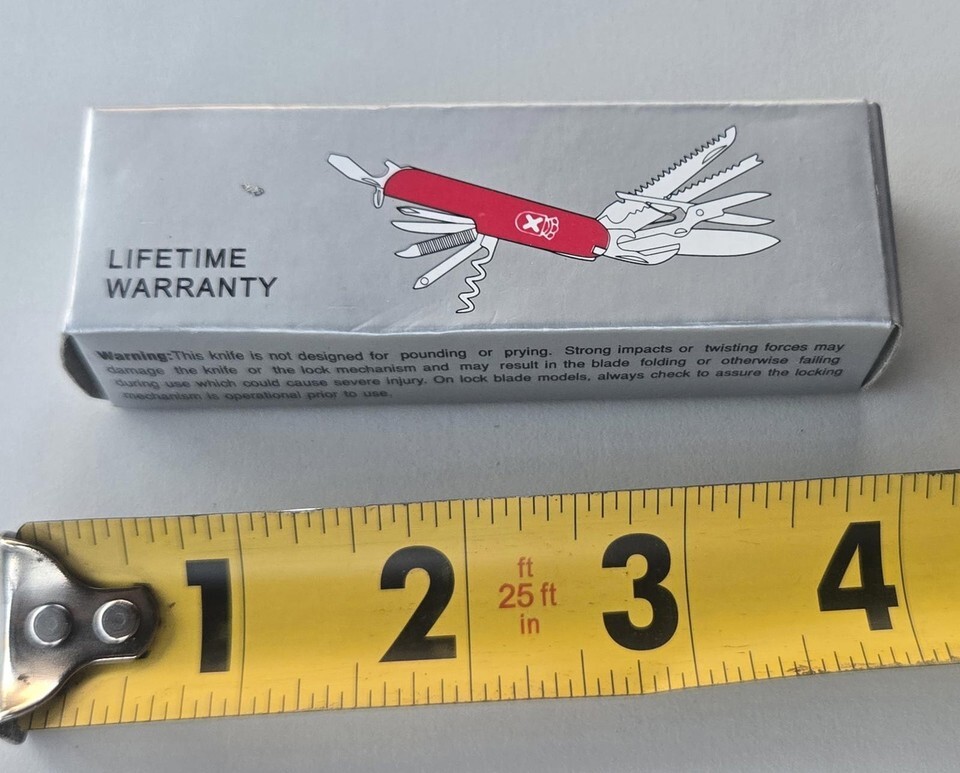 LIFETIME
WARRANTY
Warning:This knife is not designed for pounding or prying. Strong impacts or twisting forces may
damage the knife or the lock mechanism and may result in the blade folding or otherwise failing
during use which could cause severe injury. On lock blade models, always check to assure the locking
mechanism is operational prior to use.
1 2 ft 3 4
25 ft
in